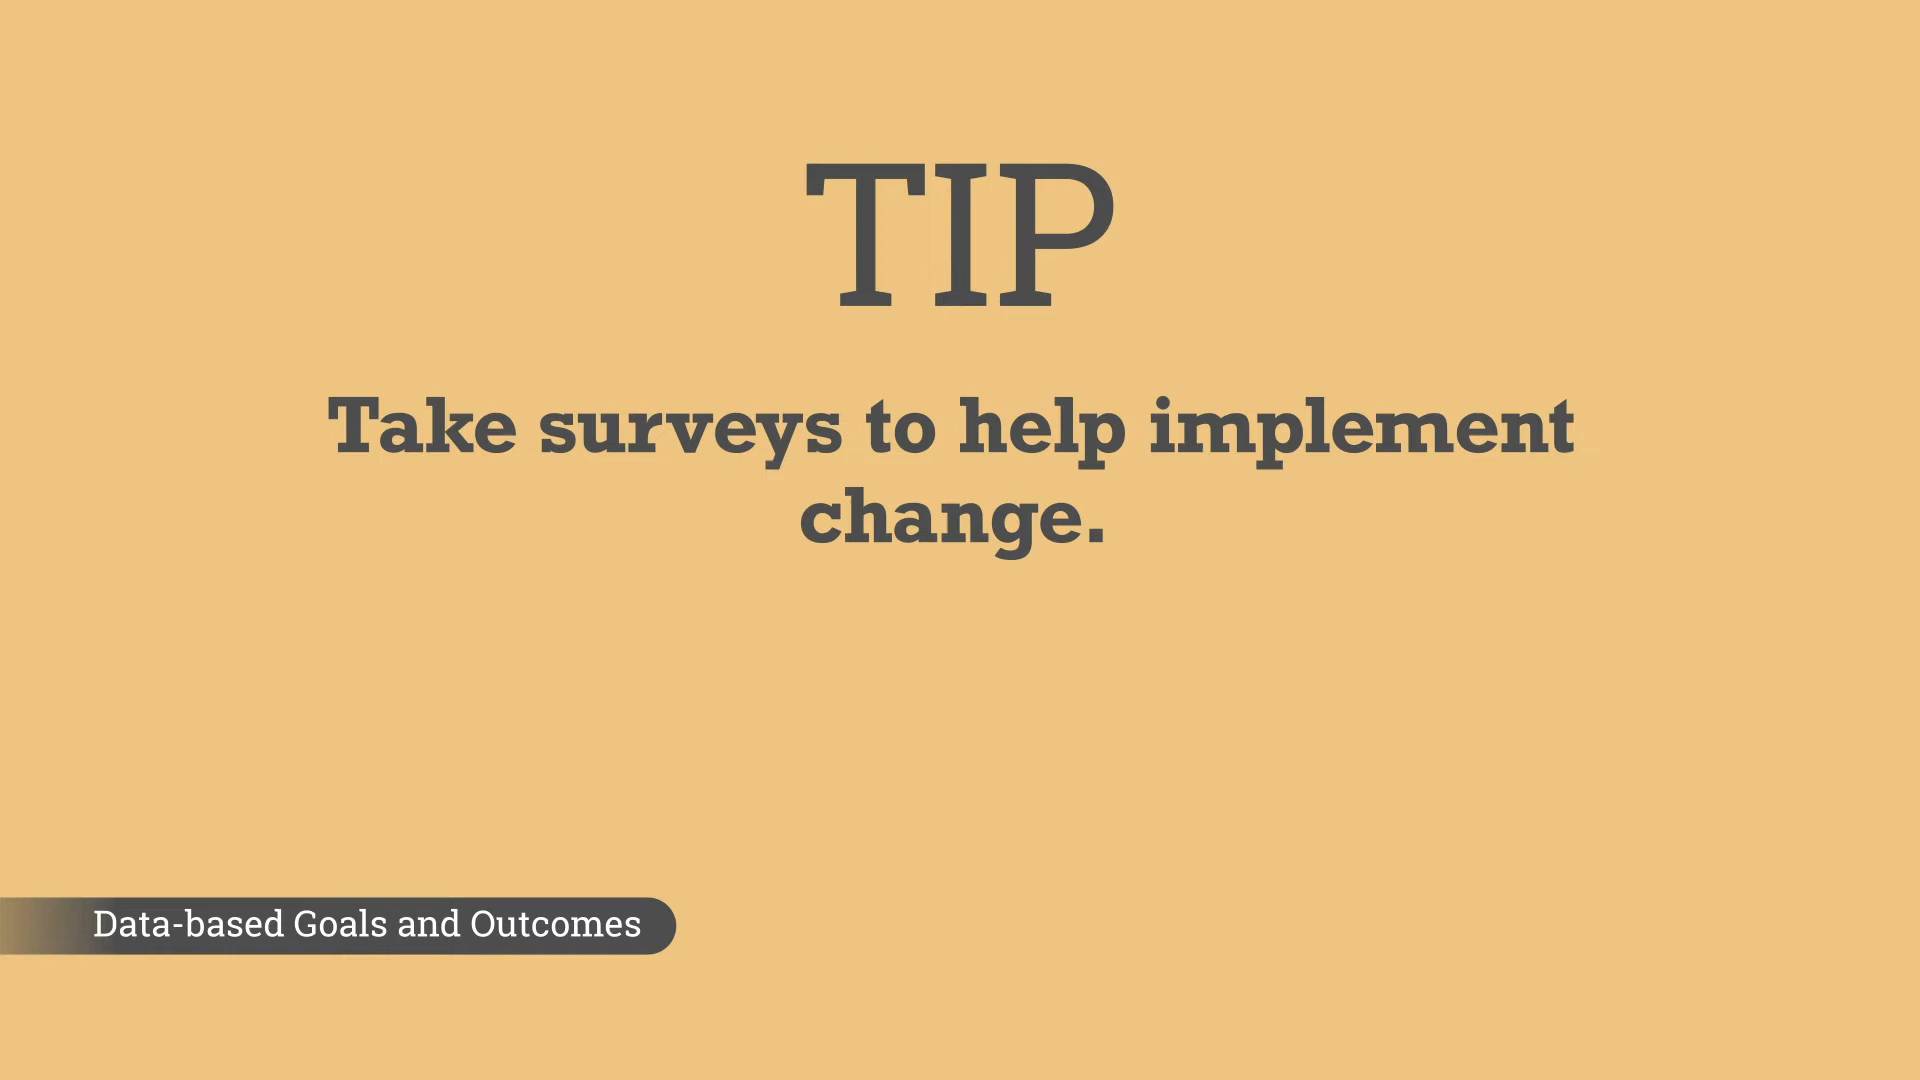 TIP
Take surveys to help implement
change.
Data-based Goals and Outcomes